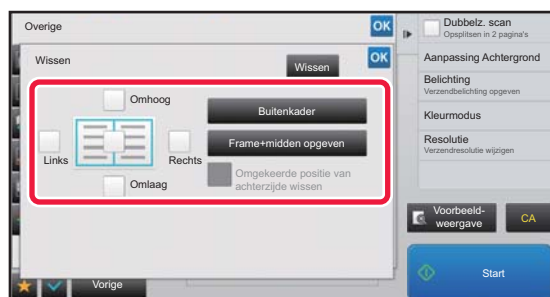 Overige
OK
Wissen
Wissen
OK
Omhoog
Links
Rechts
Omlaag
Buitenkader
Frame+midden opgeven
Omgekeerde positie van
achterzijde wissen
Vorige
Dubbelz. scan
Opsplitsen in 2 pagina's
Aanpassing Achtergrond
Belichting
Verzendbelichting opgeven
Kleurmodus
Resolutie
Verzendresolutie wijzigen
Voorbeeld-
weergave
CA
Start